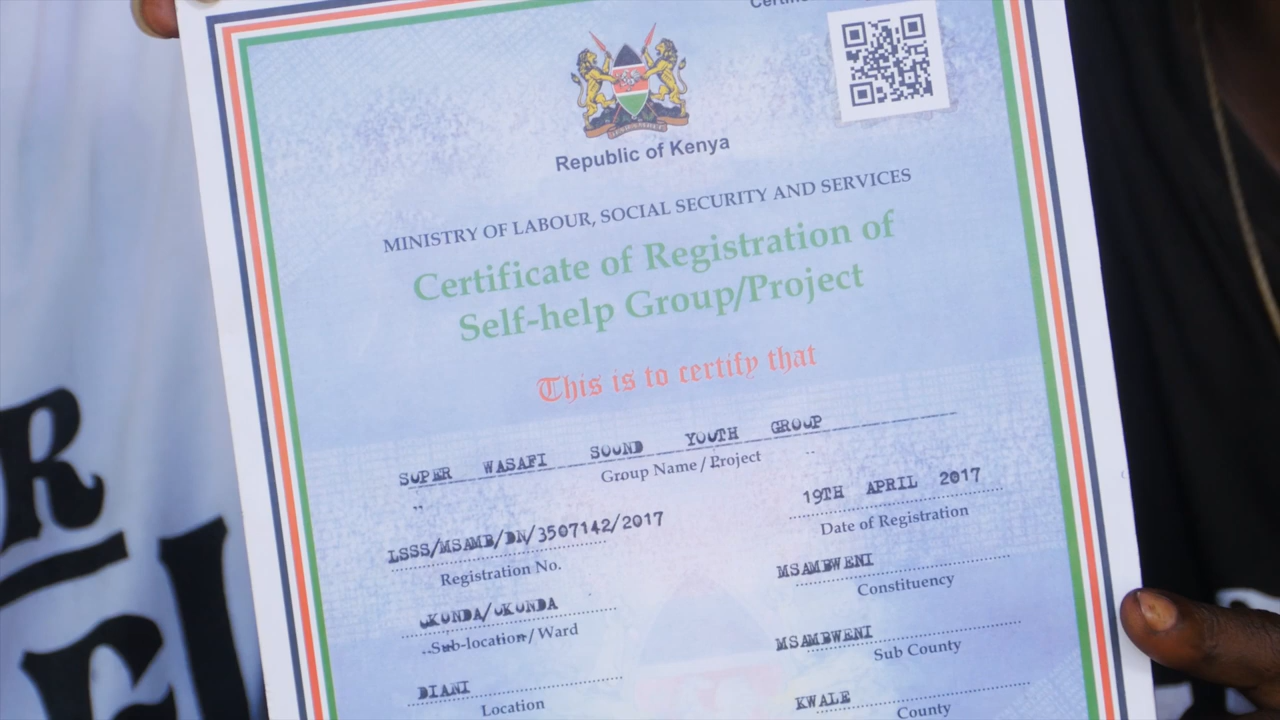 Republic of Kenya
MINISTRY OF LABOUR, SOCIAL SECURITY AND SERVICES
Certificate of Registration of
Self-help Group/Project
This is to certify that
SUPER WASAFI SOUND YOUTH GROUP
Group Name / Project
LSSS/MSAMB/DN/3507142/2017
Registration No.
19TH APRIL 2017
Date of Registration
UKUNDA/UKUNDA
Sub-location/Ward
MSAMBWENI
Constituency
MSAMBWENI
Sub County
DIANI
Location
KWALE
County